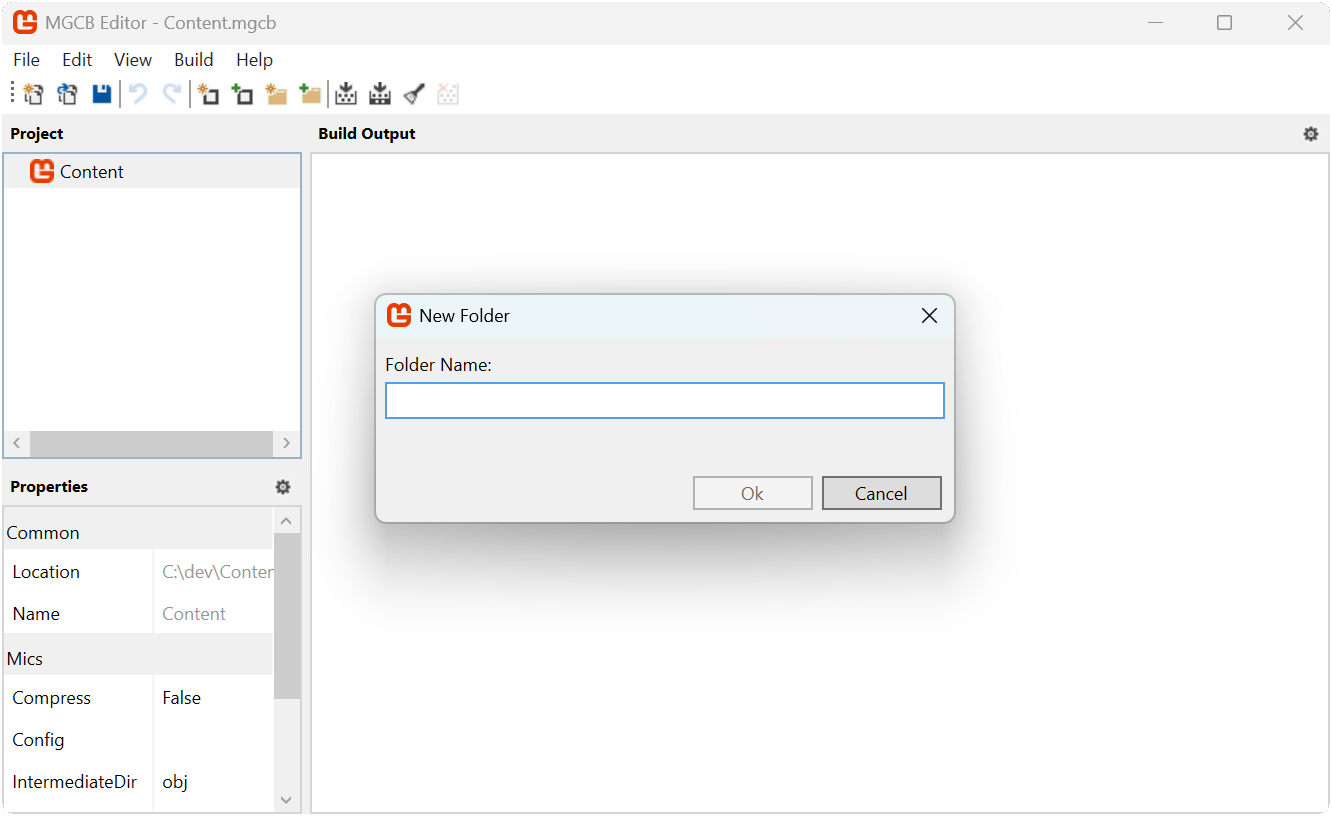 MGCB Editor - Content.mgcb
File Edit View Build Help
Project
Build Output
Content
New Folder
Folder Name:
Ok Cancel
Properties
Common
Location C:\dev\Conter
Name Content
Mics
Compress False
Config
IntermediateDir obj